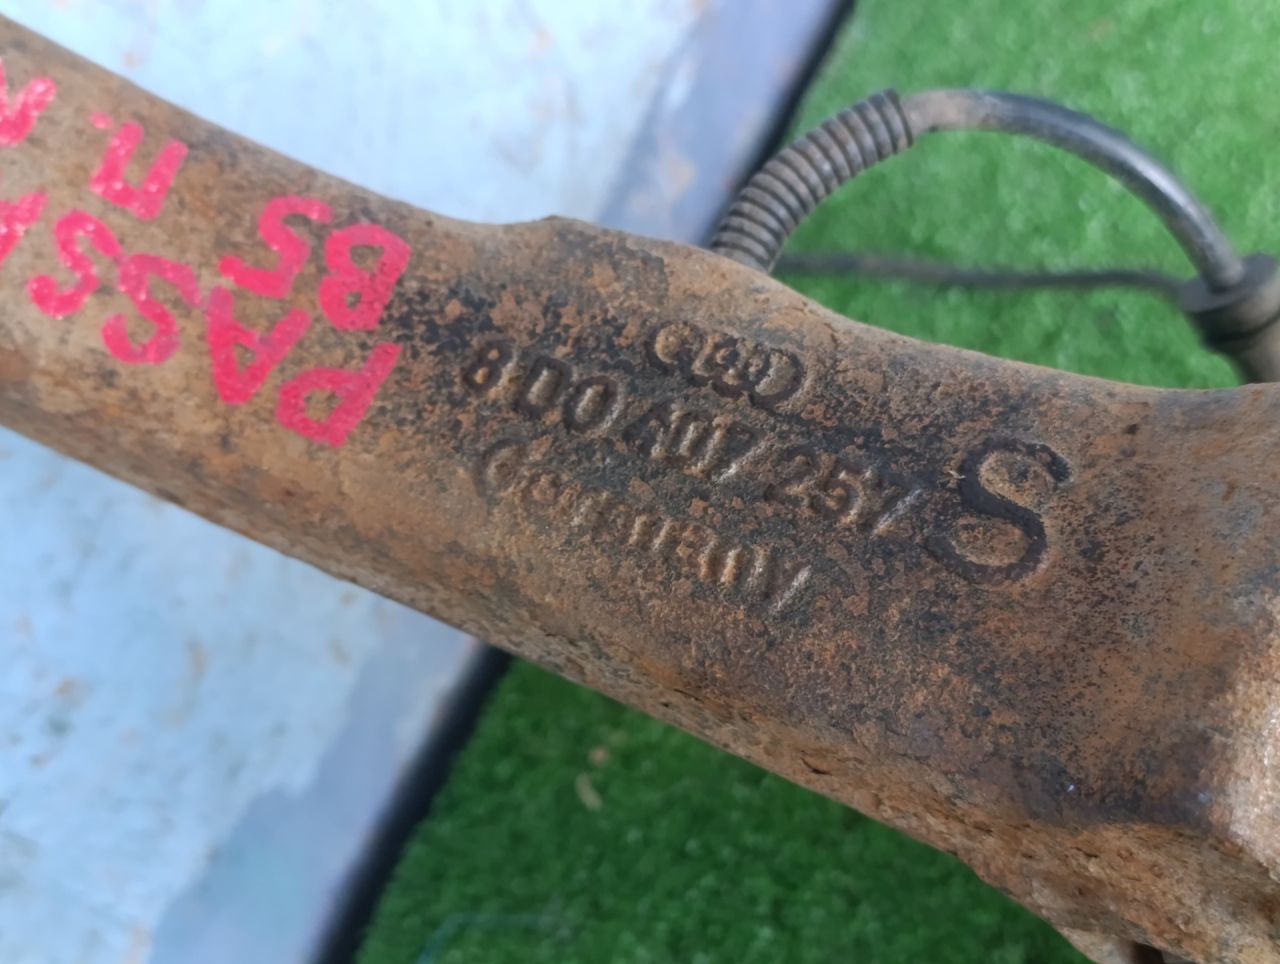 8D0 407 257
Germany
S
PASS
B5
п.